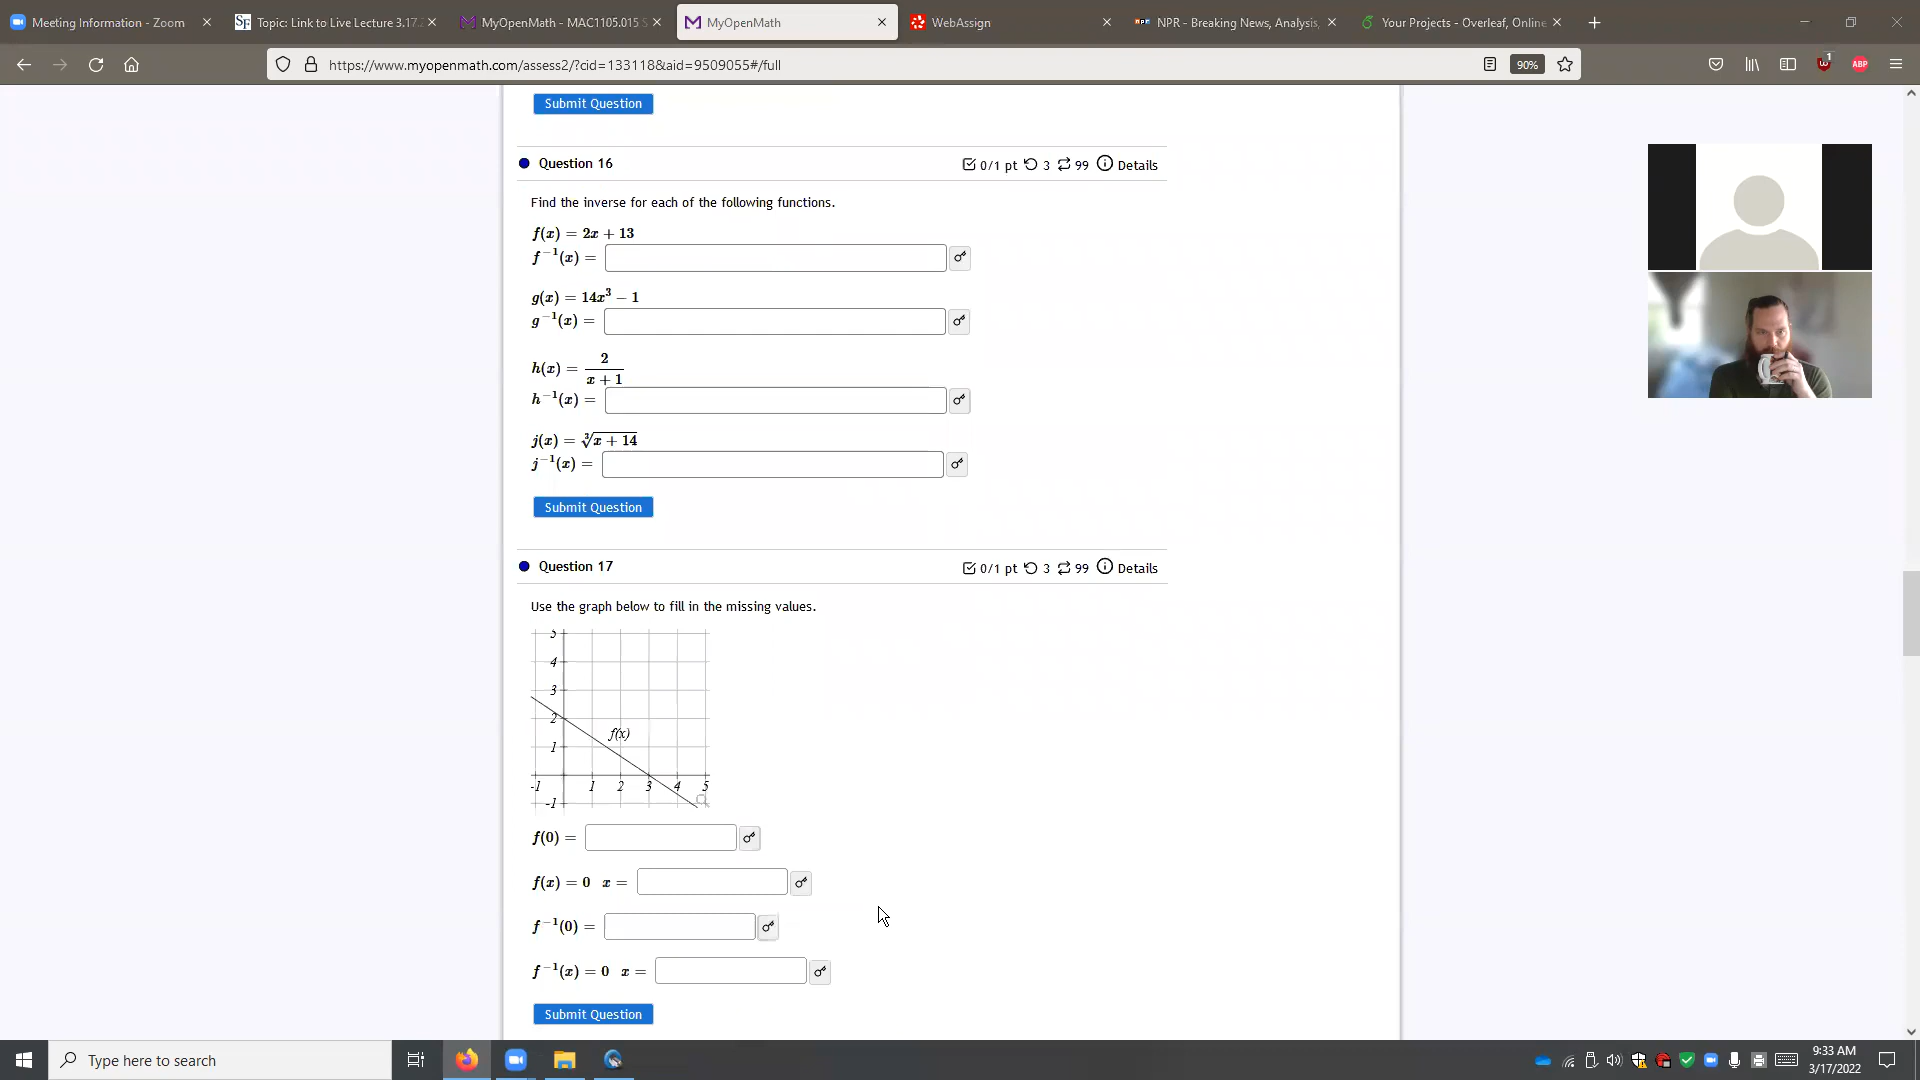 Meeting Information - Zoom
Topic: Link to Live Lecture 3.17.
MyOpenMath - MAC1105.015 S
MyOpenMath
WebAssign
NPR - Breaking News, Analysis,
Your Projects - Overleaf, Online
https://www.myopenmath.com/assess2/?cid=133118&aid=9509055#/full
90%
1
ABP
Submit Question
Question 16
0/1 pt 3 99 Details
Find the inverse for each of the following functions.
f(x) = 2x + 13
f⁻¹(x) =
g(x) = 14x³ − 1
g⁻¹(x) =
h(x) = 2/(x + 1)
h⁻¹(x) =
j(x) = ∛(x + 14)
j⁻¹(x) =
Submit Question
Question 17
0/1 pt 3 99 Details
Use the graph below to fill in the missing values.
5
4
3
2
f(x)
1
-1 1 2 3 4 5
-1
f(0) =
f(x) = 0 x =
f⁻¹(0) =
f⁻¹(x) = 0 x =
Submit Question
Type here to search
9:33 AM
3/17/2022